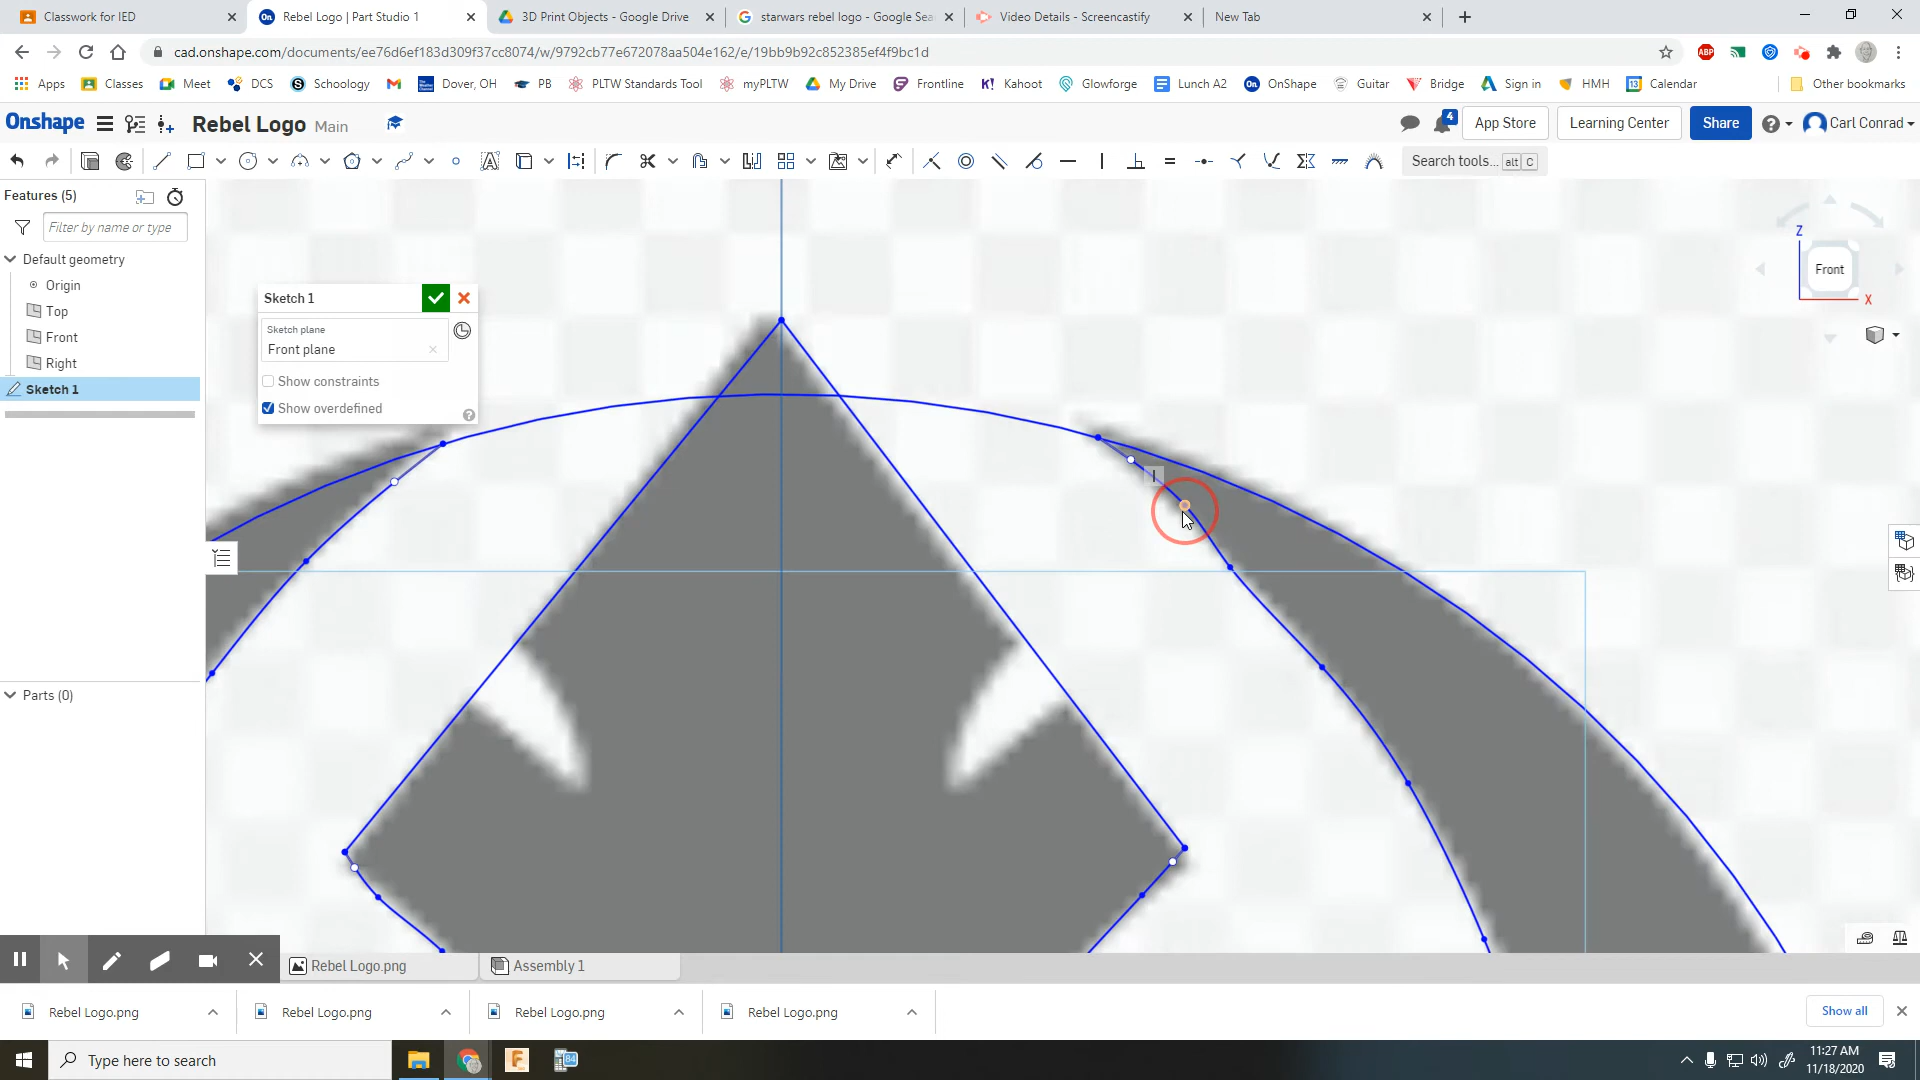 Classwork for IED
Rebel Logo | Part Studio 1
3D Print Objects - Google Drive
starwars rebel logo - Google Sea
Video Details - Screencastify
New Tab
cad.onshape.com/documents/ee76d6ef183d309f37cc8074/w/9792cb77e672078aa504e162/e/19bb9b92c852385ef4f9bc1d
ABP
Apps
Classes
Meet
DCS
Schoology
Dover, OH
PB
PLTW Standards Tool
myPLTW
My Drive
Frontline
Kahoot
Glowforge
Lunch A2
OnShape
Guitar
Bridge
Sign in
HMH
Calendar
Other bookmarks
Onshape
Rebel Logo Main
4
App Store
Learning Center
Share
Carl Conrad
Search tools... alt C
Features (5)
Filter by name or type
Default geometry
Origin
Top
Front
Right
Sketch 1
Parts (0)
Sketch 1
Sketch plane
Front plane
Show constraints
Show overdefined
Z
Front
X
Rebel Logo.png
Assembly 1
Rebel Logo.png
Rebel Logo.png
Rebel Logo.png
Rebel Logo.png
Show all
Type here to search
11:27 AM
11/18/2020